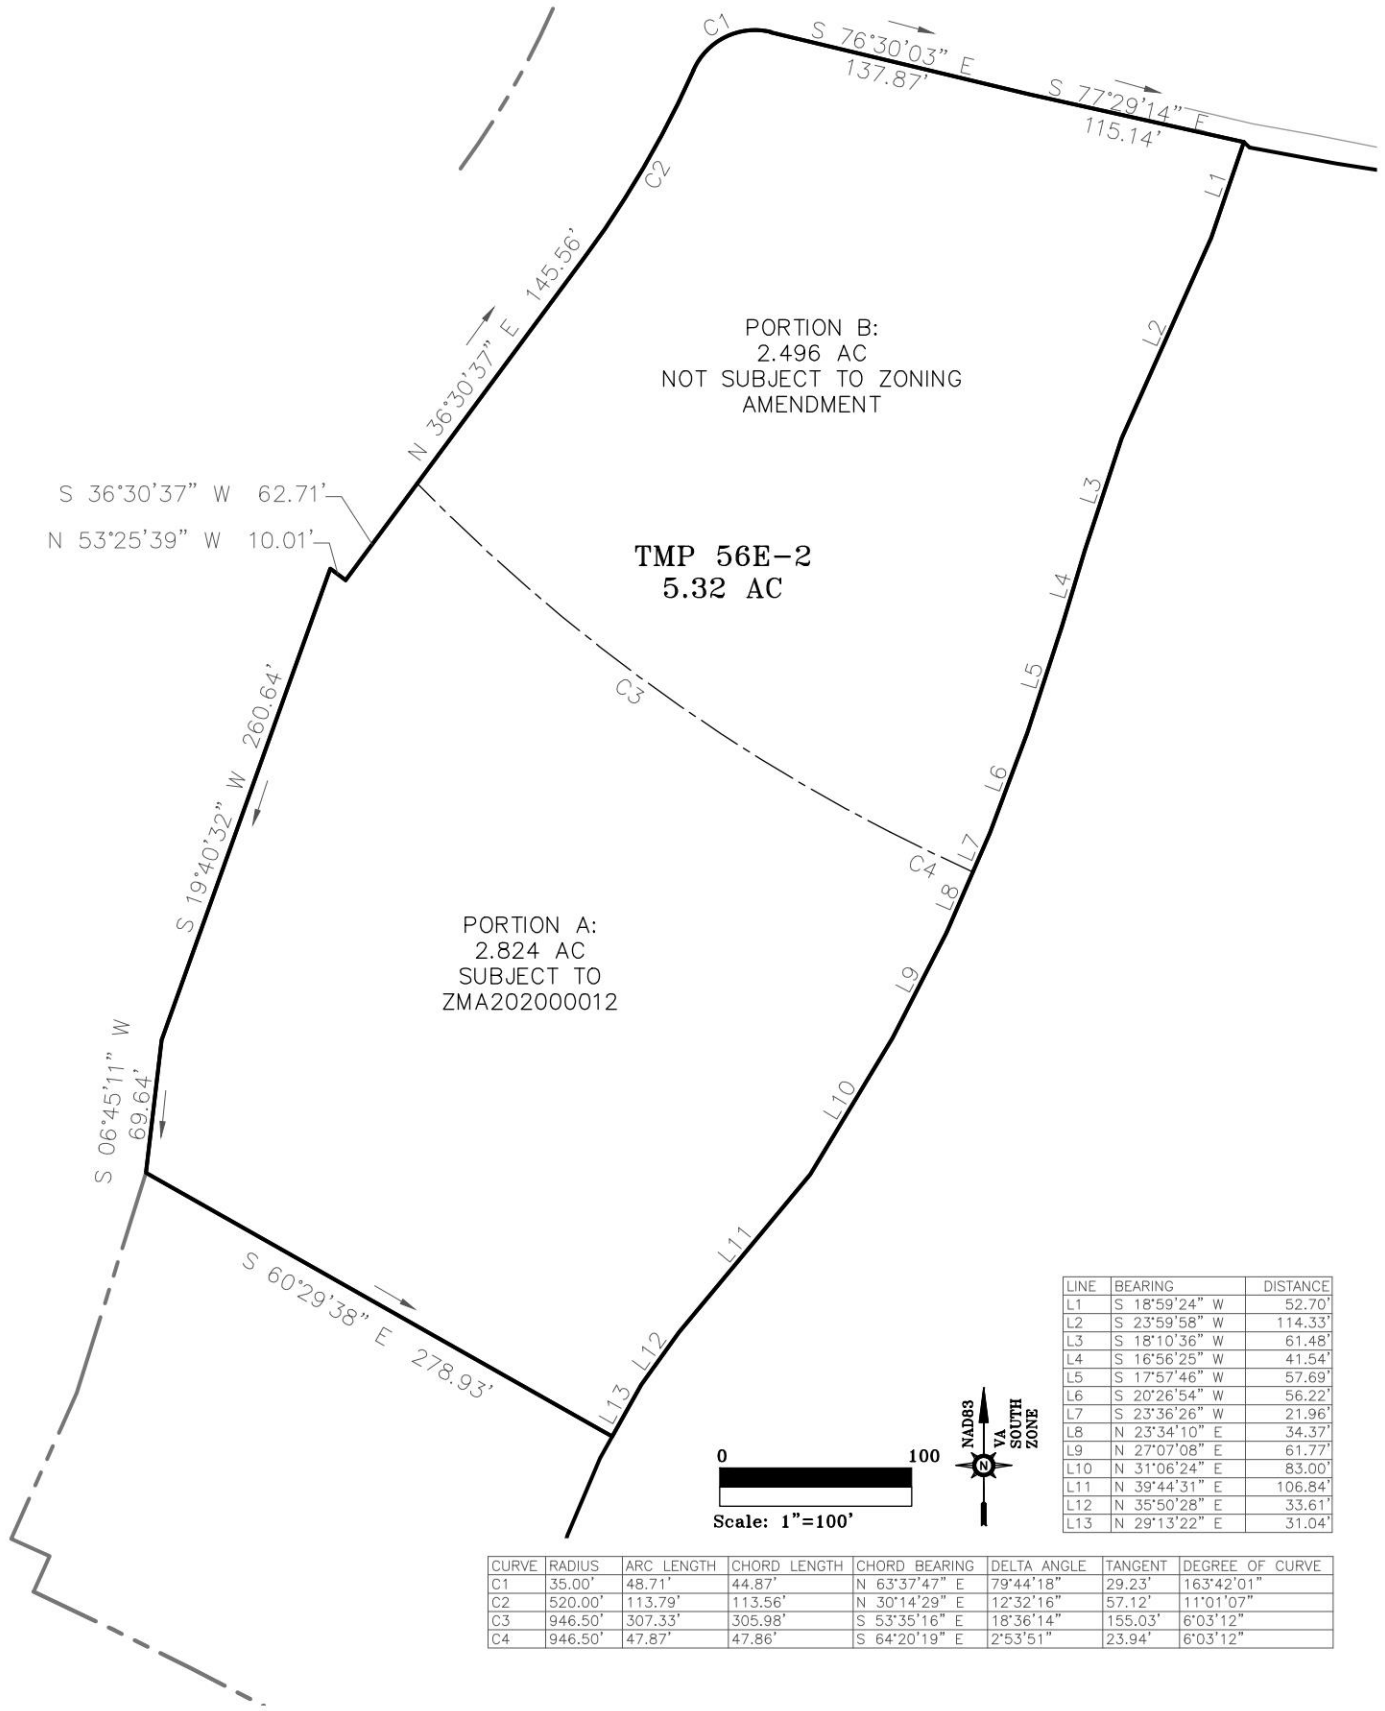 C1
S 76°30'03" E
137.87'
S 77°29'14" E
115.14'
L1
C2
N 36°30'37" E 145.56'
L2
PORTION B:
2.496 AC
NOT SUBJECT TO ZONING
AMENDMENT
S 36°30'37" W 62.71'
N 53°25'39" W 10.01'
L3
TMP 56E-2
5.32 AC
L4
L5
C3
S 19°40'32" W 260.64'
L6
L7
C4
L8
PORTION A:
2.824 AC
SUBJECT TO
ZMA202000012
L9
S 06°45'11" W
69.64'
L10
L11
S 60°29'38" E 278.93'
L12
L13
0 100
Scale: 1"=100'
NAD83
VA
SOUTH
ZONE
N
LINE BEARING DISTANCE
L1 S 18°59'24" W 52.70'
L2 S 23°59'58" W 114.33'
L3 S 18°10'36" W 61.48'
L4 S 16°56'25" W 41.54'
L5 S 17°57'46" W 57.69'
L6 S 20°26'54" W 56.22'
L7 S 23°36'26" W 21.96'
L8 N 23°34'10" E 34.37'
L9 N 27°07'08" E 61.77'
L10 N 31°06'24" E 83.00'
L11 N 39°44'31" E 106.84'
L12 N 35°50'28" E 33.61'
L13 N 29°13'22" E 31.04'
CURVE RADIUS ARC LENGTH CHORD LENGTH CHORD BEARING DELTA ANGLE TANGENT DEGREE OF CURVE
C1 35.00' 48.71' 44.87' N 63°37'47" E 79°44'18" 29.23' 163°42'01"
C2 520.00' 113.79' 113.56' N 30°14'29" E 12°32'16" 57.12' 11°01'07"
C3 946.50' 307.33' 305.98' S 53°35'16" E 18°36'14" 155.03' 6°03'12"
C4 946.50' 47.87' 47.86' S 64°20'19" E 2°53'51" 23.94' 6°03'12"